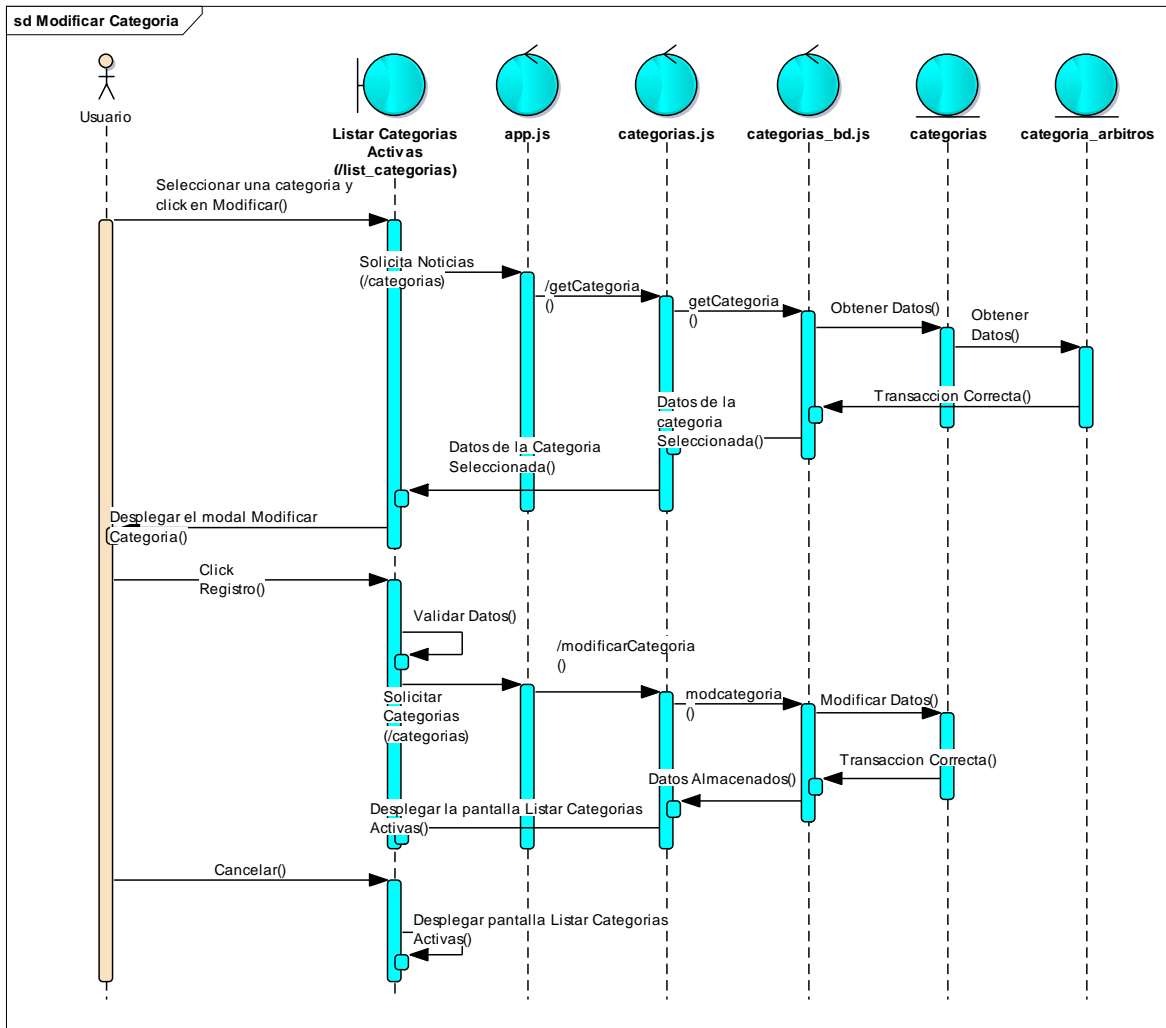 sd Modificar Categoria
Usuario
Listar Categorias
Activas
(/list_categorias)
app.js
categorias.js
categorias_bd.js
categorias
categoria_arbitros
Seleccionar una categoria y
click en Modificar()
Solicita Noticias
(/categorias)
/getCategoria
()
getCategoria
()
Obtener Datos()
Obtener
Datos()
Transaccion Correcta()
Datos de la
categoria
Seleccionada()
Datos de la Categoria
Seleccionada()
Desplegar el modal Modificar
Categoria()
Click
Registro()
Validar Datos()
Solicitar
Categorias
(/categorias)
/modificarCategoria
()
modcategoria
()
Modificar Datos()
Transaccion Correcta()
Datos Almacenados()
Desplegar la pantalla Listar Categorias
Activas()
Cancelar()
Desplegar pantalla Listar Categorias
Activas()